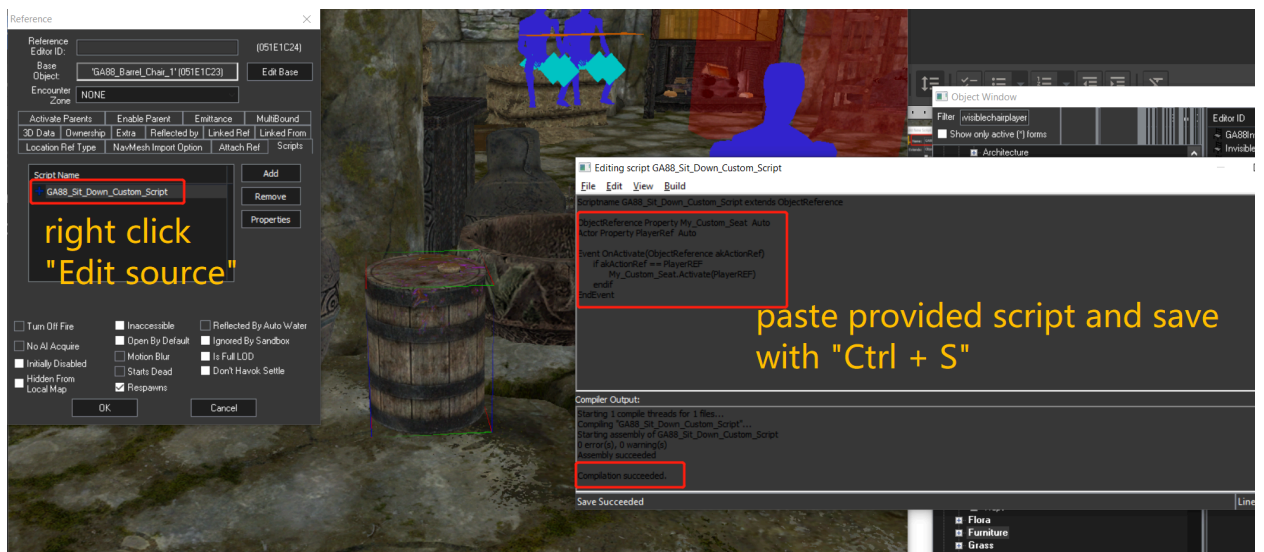 Reference
Reference
Editor ID:
(051E1C24)
Base
Object:
'GA88_Barrel_Chair_1' (051E1C23)
Edit Base
Encounter
Zone
NONE
Activate Parents
Enable Parent
Emittance
MultiBound
3D Data
Ownership
Extra
Reflected by
Linked Ref
Linked From
Location Ref Type
NavMesh Import Option
Attach Ref
Scripts
Script Name
GA88_Sit_Down_Custom_Script
Add
Remove
Properties
right click
"Edit source"
Turn Off Fire
Inaccessible
Reflected By Auto Water
No AI Acquire
Open By Default
Ignored By Sandbox
Initially Disabled
Motion Blur
Is Full LOD
Hidden From
Local Map
Starts Dead
Don't Havok Settle
Respawns
OK
Cancel
Object Window
Filter
nvisiblechairplayer
Show only active (*) forms
Architecture
Editor ID
GA88In
Invisible
Editing script GA88_Sit_Down_Custom_Script
File Edit View Build
Scriptname GA88_Sit_Down_Custom_Script extends ObjectReference
ObjectReference Property My_Custom_Seat Auto
Actor Property PlayerRef Auto
Event OnActivate(ObjectReference akActionRef)
if akActionRef == PlayerREF
My_Custom_Seat.Activate(PlayerREF)
endif
EndEvent
paste provided script and save
with "Ctrl + S"
Compiler Output:
Starting 1 compile threads for 1 files...
Compiling "GA88_Sit_Down_Custom_Script"...
Starting assembly of GA88_Sit_Down_Custom_Script
0 error(s), 0 warning(s)
Assembly succeeded
Compilation succeeded.
Save Succeeded
Line
Flora
Furniture
Grass